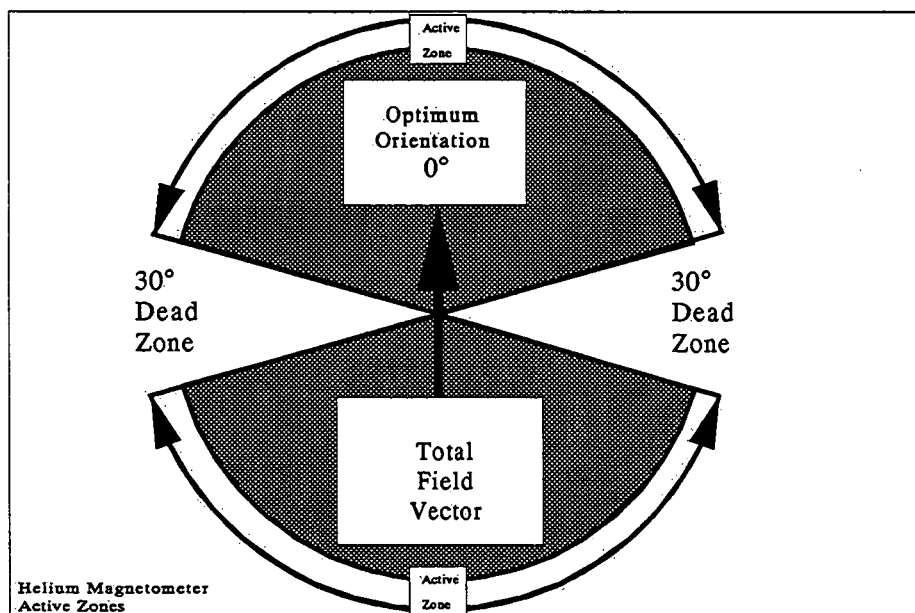 Active
Zone
Optimum
Orientation
0°
30°
Dead
Zone
30°
Dead
Zone
Total
Field
Vector
Active
Zone
Helium Magnetometer
Active Zones